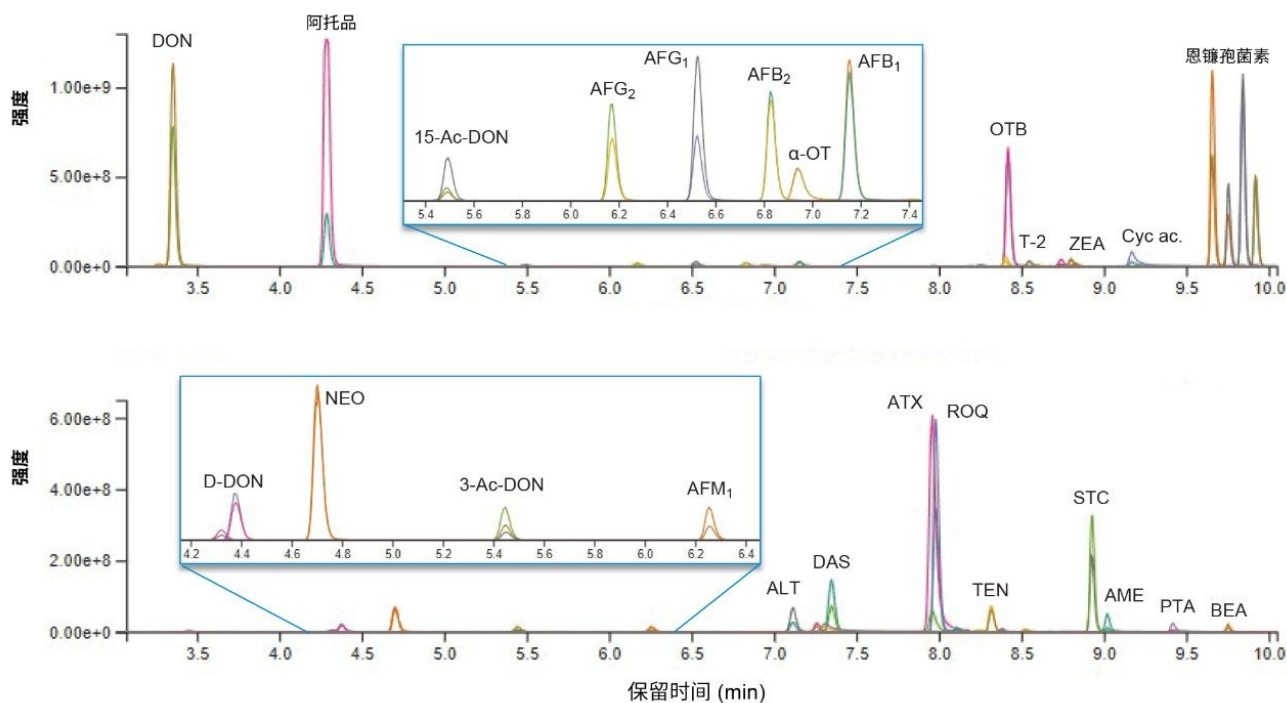 阿托品
DON
恩镰孢菌素
AFG₁
AFB₂
AFB₁
AFG₂
1.00e+9
强度
15-Ac-DON
α-OT
OTB
5.00e+8
5.4 5.6 5.8 6.0 6.2 6.4 6.6 6.8 7.0 7.2 7.4
T-2
ZEA
Cyc ac.
0.00e+0
3.5 4.0 4.5 5.0 5.5 6.0 6.5 7.0 7.5 8.0 8.5 9.0 9.5 10.0
6.00e+8
NEO
ATX
ROQ
强度
4.00e+8
D-DON
3-Ac-DON
AFM₁
STC
4.2 4.4 4.6 4.8 5.0 5.2 5.4 5.6 5.8 6.0 6.2 6.4
2.00e+8
DAS
ALT
TEN
AME
PTA
BEA
0.00e+0
3.5 4.0 4.5 5.0 5.5 6.0 6.5 7.0 7.5 8.0 8.5 9.0 9.5 10.0
保留时间 (min)